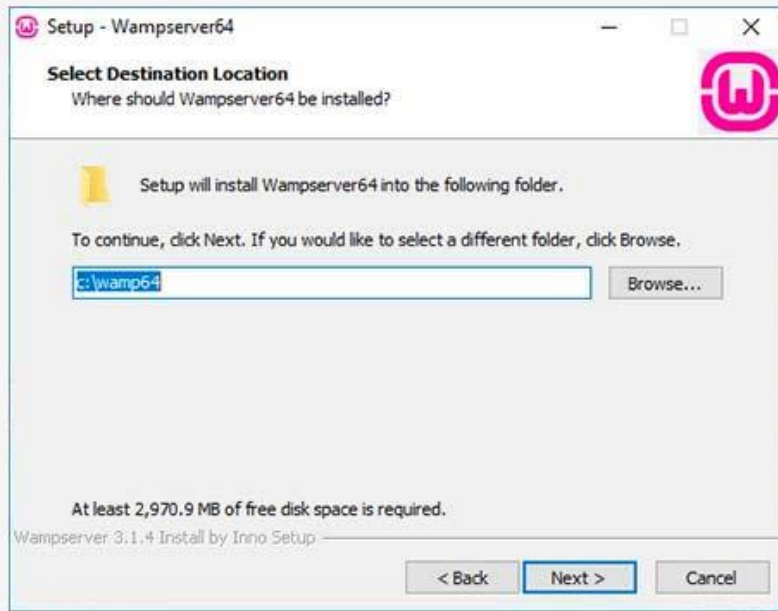 Setup - Wampserver64
Select Destination Location
Where should Wampserver64 be installed?
Setup will install Wampserver64 into the following folder.
To continue, click Next. If you would like to select a different folder, click Browse.
c:\wamp64
Browse...
At least 2,970.9 MB of free disk space is required.
Wampserver 3.1.4 Install by Inno Setup
< Back Next > Cancel